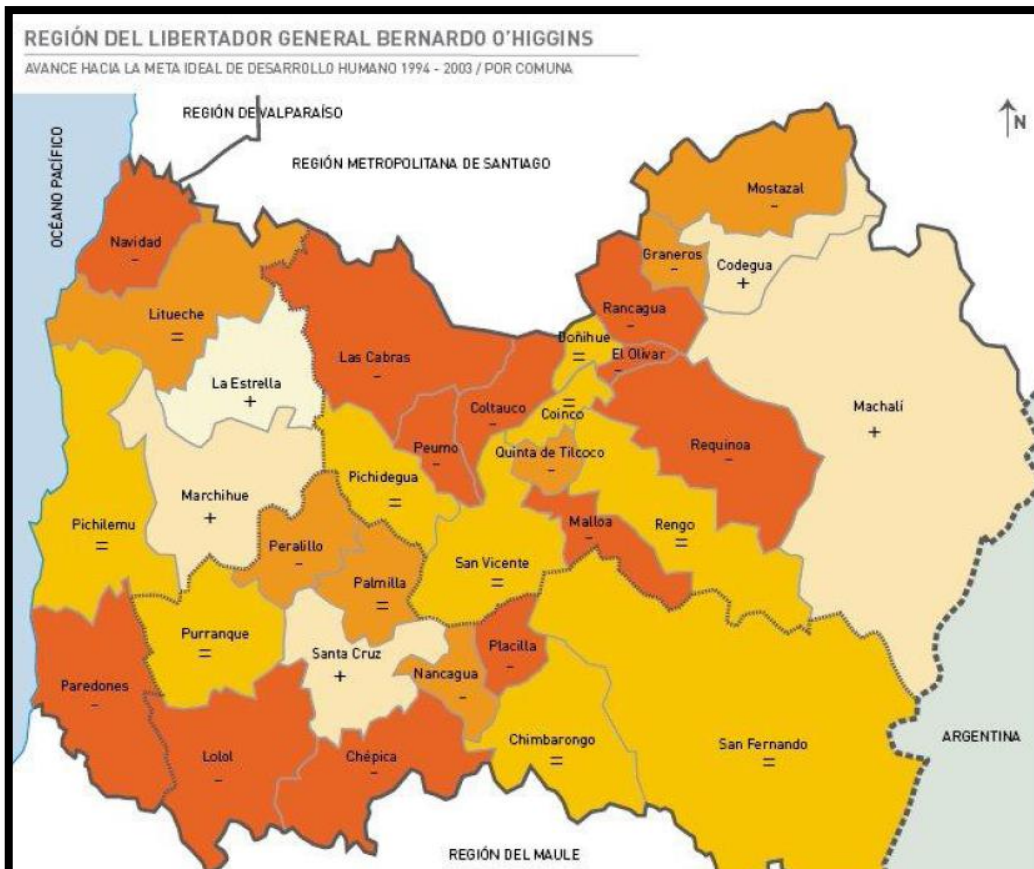 REGIÓN DEL LIBERTADOR GENERAL BERNARDO O'HIGGINS
AVANCE HACIA LA META IDEAL DE DESARROLLO HUMANO 1994 - 2003 / POR COMUNA
REGIÓN DE VALPARAÍSO
N
REGIÓN METROPOLITANA DE SANTIAGO
OCÉANO PACÍFICO
Mostazal
-
Navidad
-
Graneros
-
Codegua
+
Litueche
=
Rancagua
-
Doñihue
=
El Olivar
-
Las Cabras
-
La Estrella
+
Coltauco
-
Coinco
=
Machalí
+
Peumo
-
Quinta de Tilcoco
-
Requinoa
-
Pichidegua
=
Marchihue
+
Pichilemu
=
Malloa
-
Rengo
=
Peralillo
-
San Vicente
=
Palmilla
=
Purranque
=
Santa Cruz
+
Placilla
-
Nancagua
-
Paredones
-
Lolol
-
Chépica
-
Chimbarongo
=
San Fernando
=
ARGENTINA
REGIÓN DEL MAULE